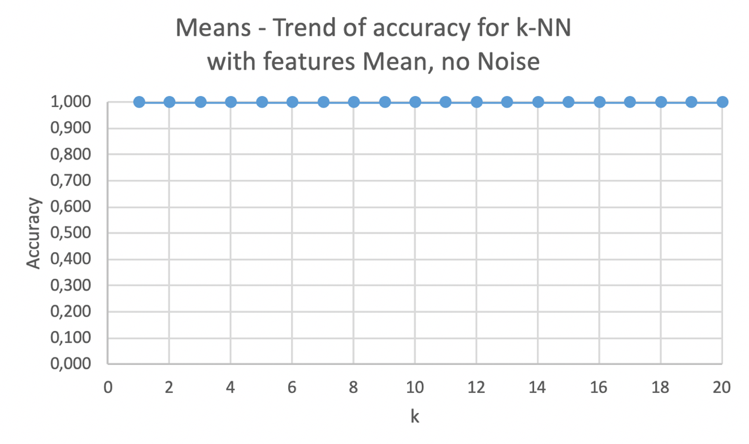 Means - Trend of accuracy for k-NN
with features Mean, no Noise
1,000
0,900
0,800
0,700
0,600
0,500
0,400
0,300
0,200
0,100
0,000
Accuracy
0 2 4 6 8 10 12 14 16 18 20
k